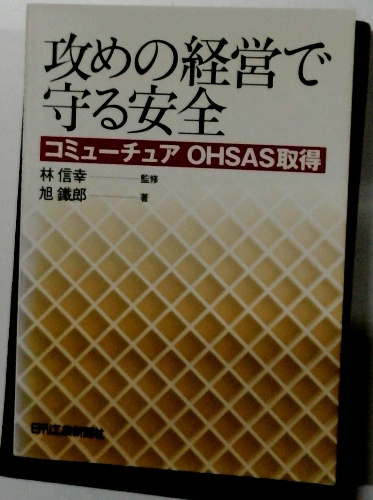 攻めの経営で
守る安全
コミューチュア OHSAS取得
林 信幸 監修
旭 鐵郎 著
日刊工業新聞社